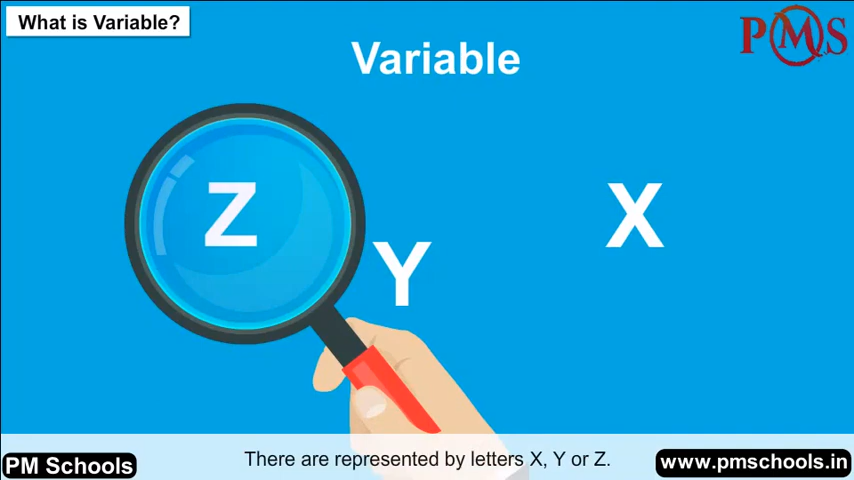 What is Variable?
PMS
Variable
Z
Y
X
There are represented by letters X, Y or Z.
PM Schools
www.pmschools.in